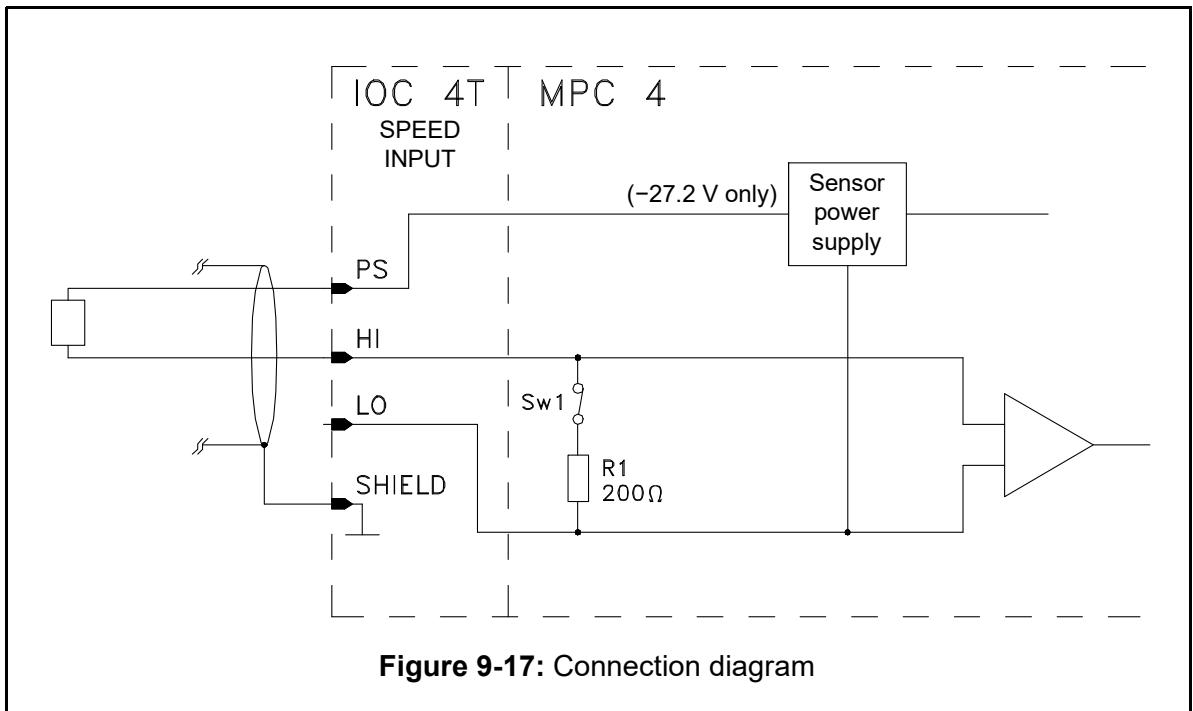 IOC 4T
MPC 4
SPEED
INPUT
(−27.2 V only)
Sensor
power
supply
PS
HI
Sw1
LO
R1
200Ω
SHIELD
Figure 9-17: Connection diagram